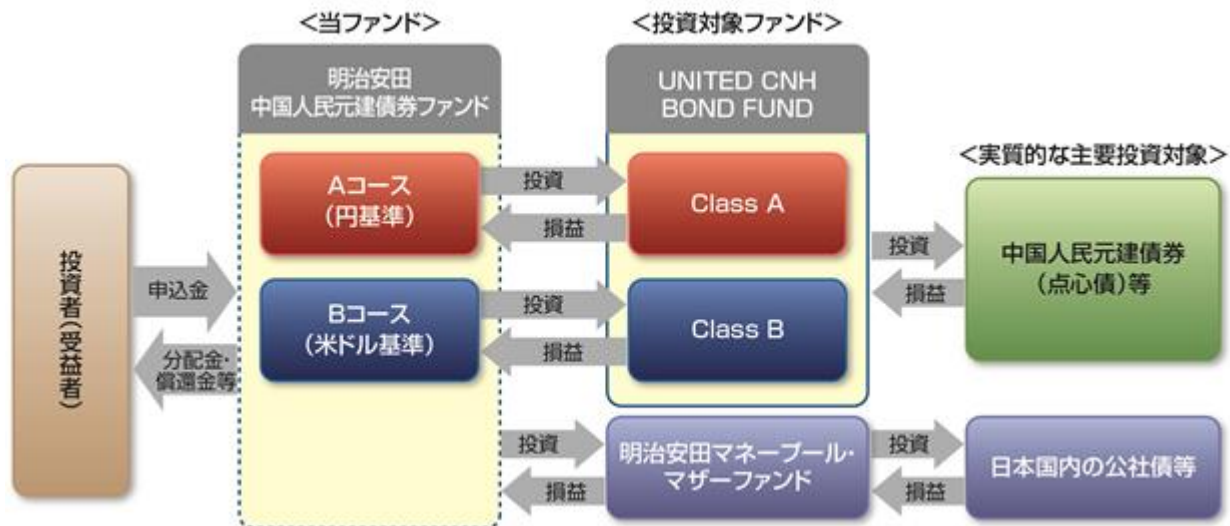 ＜当ファンド＞
＜投資対象ファンド＞
明治安田
中国人民元建債券ファンド
UNITED CNH
BOND FUND
＜実質的な主要投資対象＞
投資者（受益者）
申込金
分配金・
償還金等
Aコース
（円基準）
投資
損益
Class A
Bコース
（米ドル基準）
投資
損益
Class B
投資
損益
中国人民元建債券
（点心債）等
投資
損益
明治安田マネープール・
マザーファンド
投資
損益
日本国内の公社債等